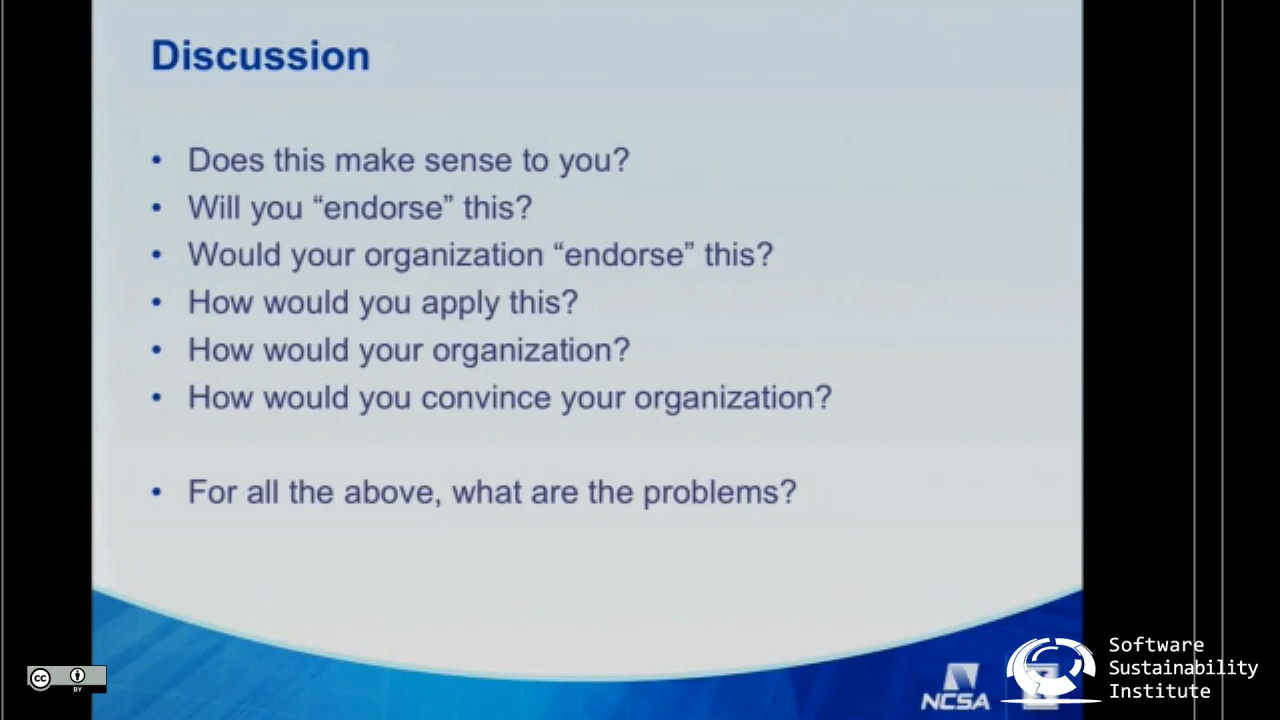 Discussion
• Does this make sense to you?
• Will you “endorse” this?
• Would your organization “endorse” this?
• How would you apply this?
• How would your organization?
• How would you convince your organization?
• For all the above, what are the problems?
cc
BY
NCSA
Software
Sustainability
Institute